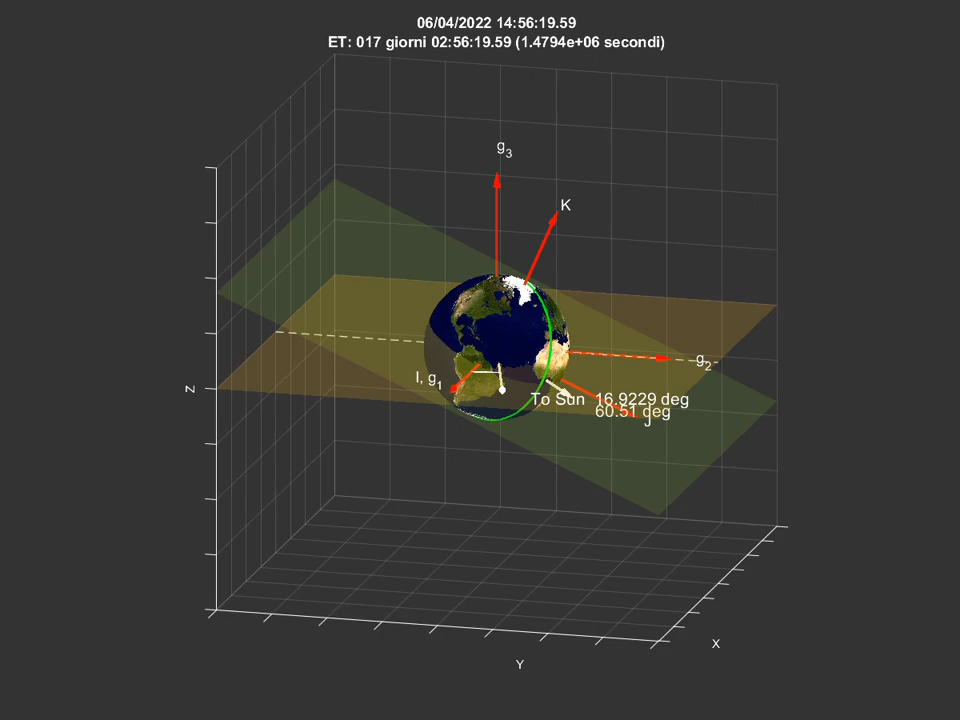 06/04/2022 14:56:19.59
ET: 017 giorni 02:56:19.59 (1.4794e+06 secondi)
g3
K
g2
I, g1
To Sun 16.9229 deg
60.51 deg
J
Z
X
Y